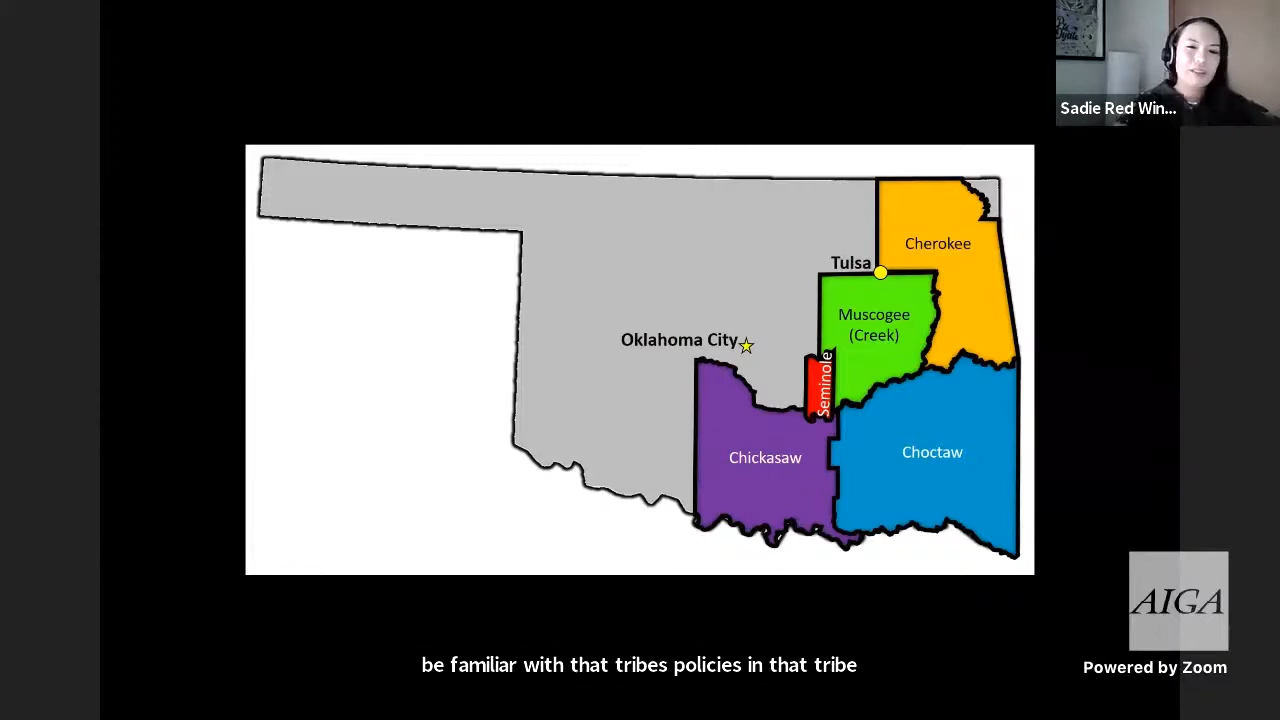 Sadie Red Win...
Cherokee
Tulsa
Muscogee
(Creek)
Oklahoma City
Seminole
Chickasaw
Choctaw
AIGA
be familiar with that tribes policies in that tribe
Powered by Zoom